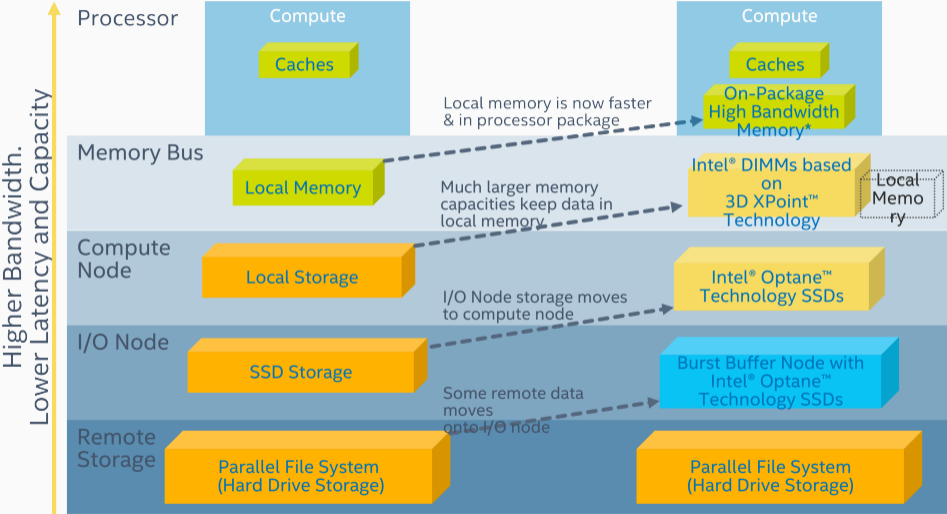 Higher Bandwidth.
Lower Latency and Capacity
Processor
Compute
Caches
Compute
Caches
On-Package
High Bandwidth
Memory*
Local memory is now faster
& in processor package
Memory Bus
Local Memory
Much larger memory
capacities keep data in
local memory
Intel® DIMMs based
on
3D XPoint™
Technology
Local
Memo
ry
Compute
Node
Local Storage
I/O Node storage moves
to compute node
Intel® Optane™
Technology SSDs
I/O Node
SSD Storage
Some remote data
moves
onto I/O node
Burst Buffer Node with
Intel® Optane™
Technology SSDs
Remote
Storage
Parallel File System
(Hard Drive Storage)
Parallel File System
(Hard Drive Storage)